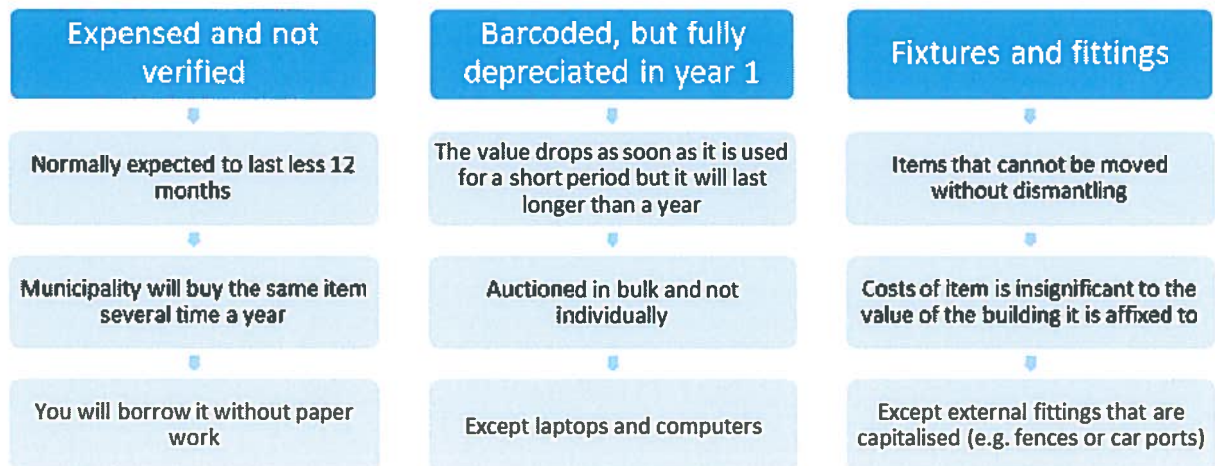 Expensed and not
verified
Normally expected to last less 12
months
Municipality will buy the same item
several time a year
You will borrow it without paper
work
Barcoded, but fully
depreciated in year 1
The value drops as soon as it is used
for a short period but it will last
longer than a year
Auctioned in bulk and not
individually
Except laptops and computers
Fixtures and fittings
Items that cannot be moved
without dismantling
Costs of item is insignificant to the
value of the building it is affixed to
Except external fittings that are
capitalised (e.g. fences or car ports)